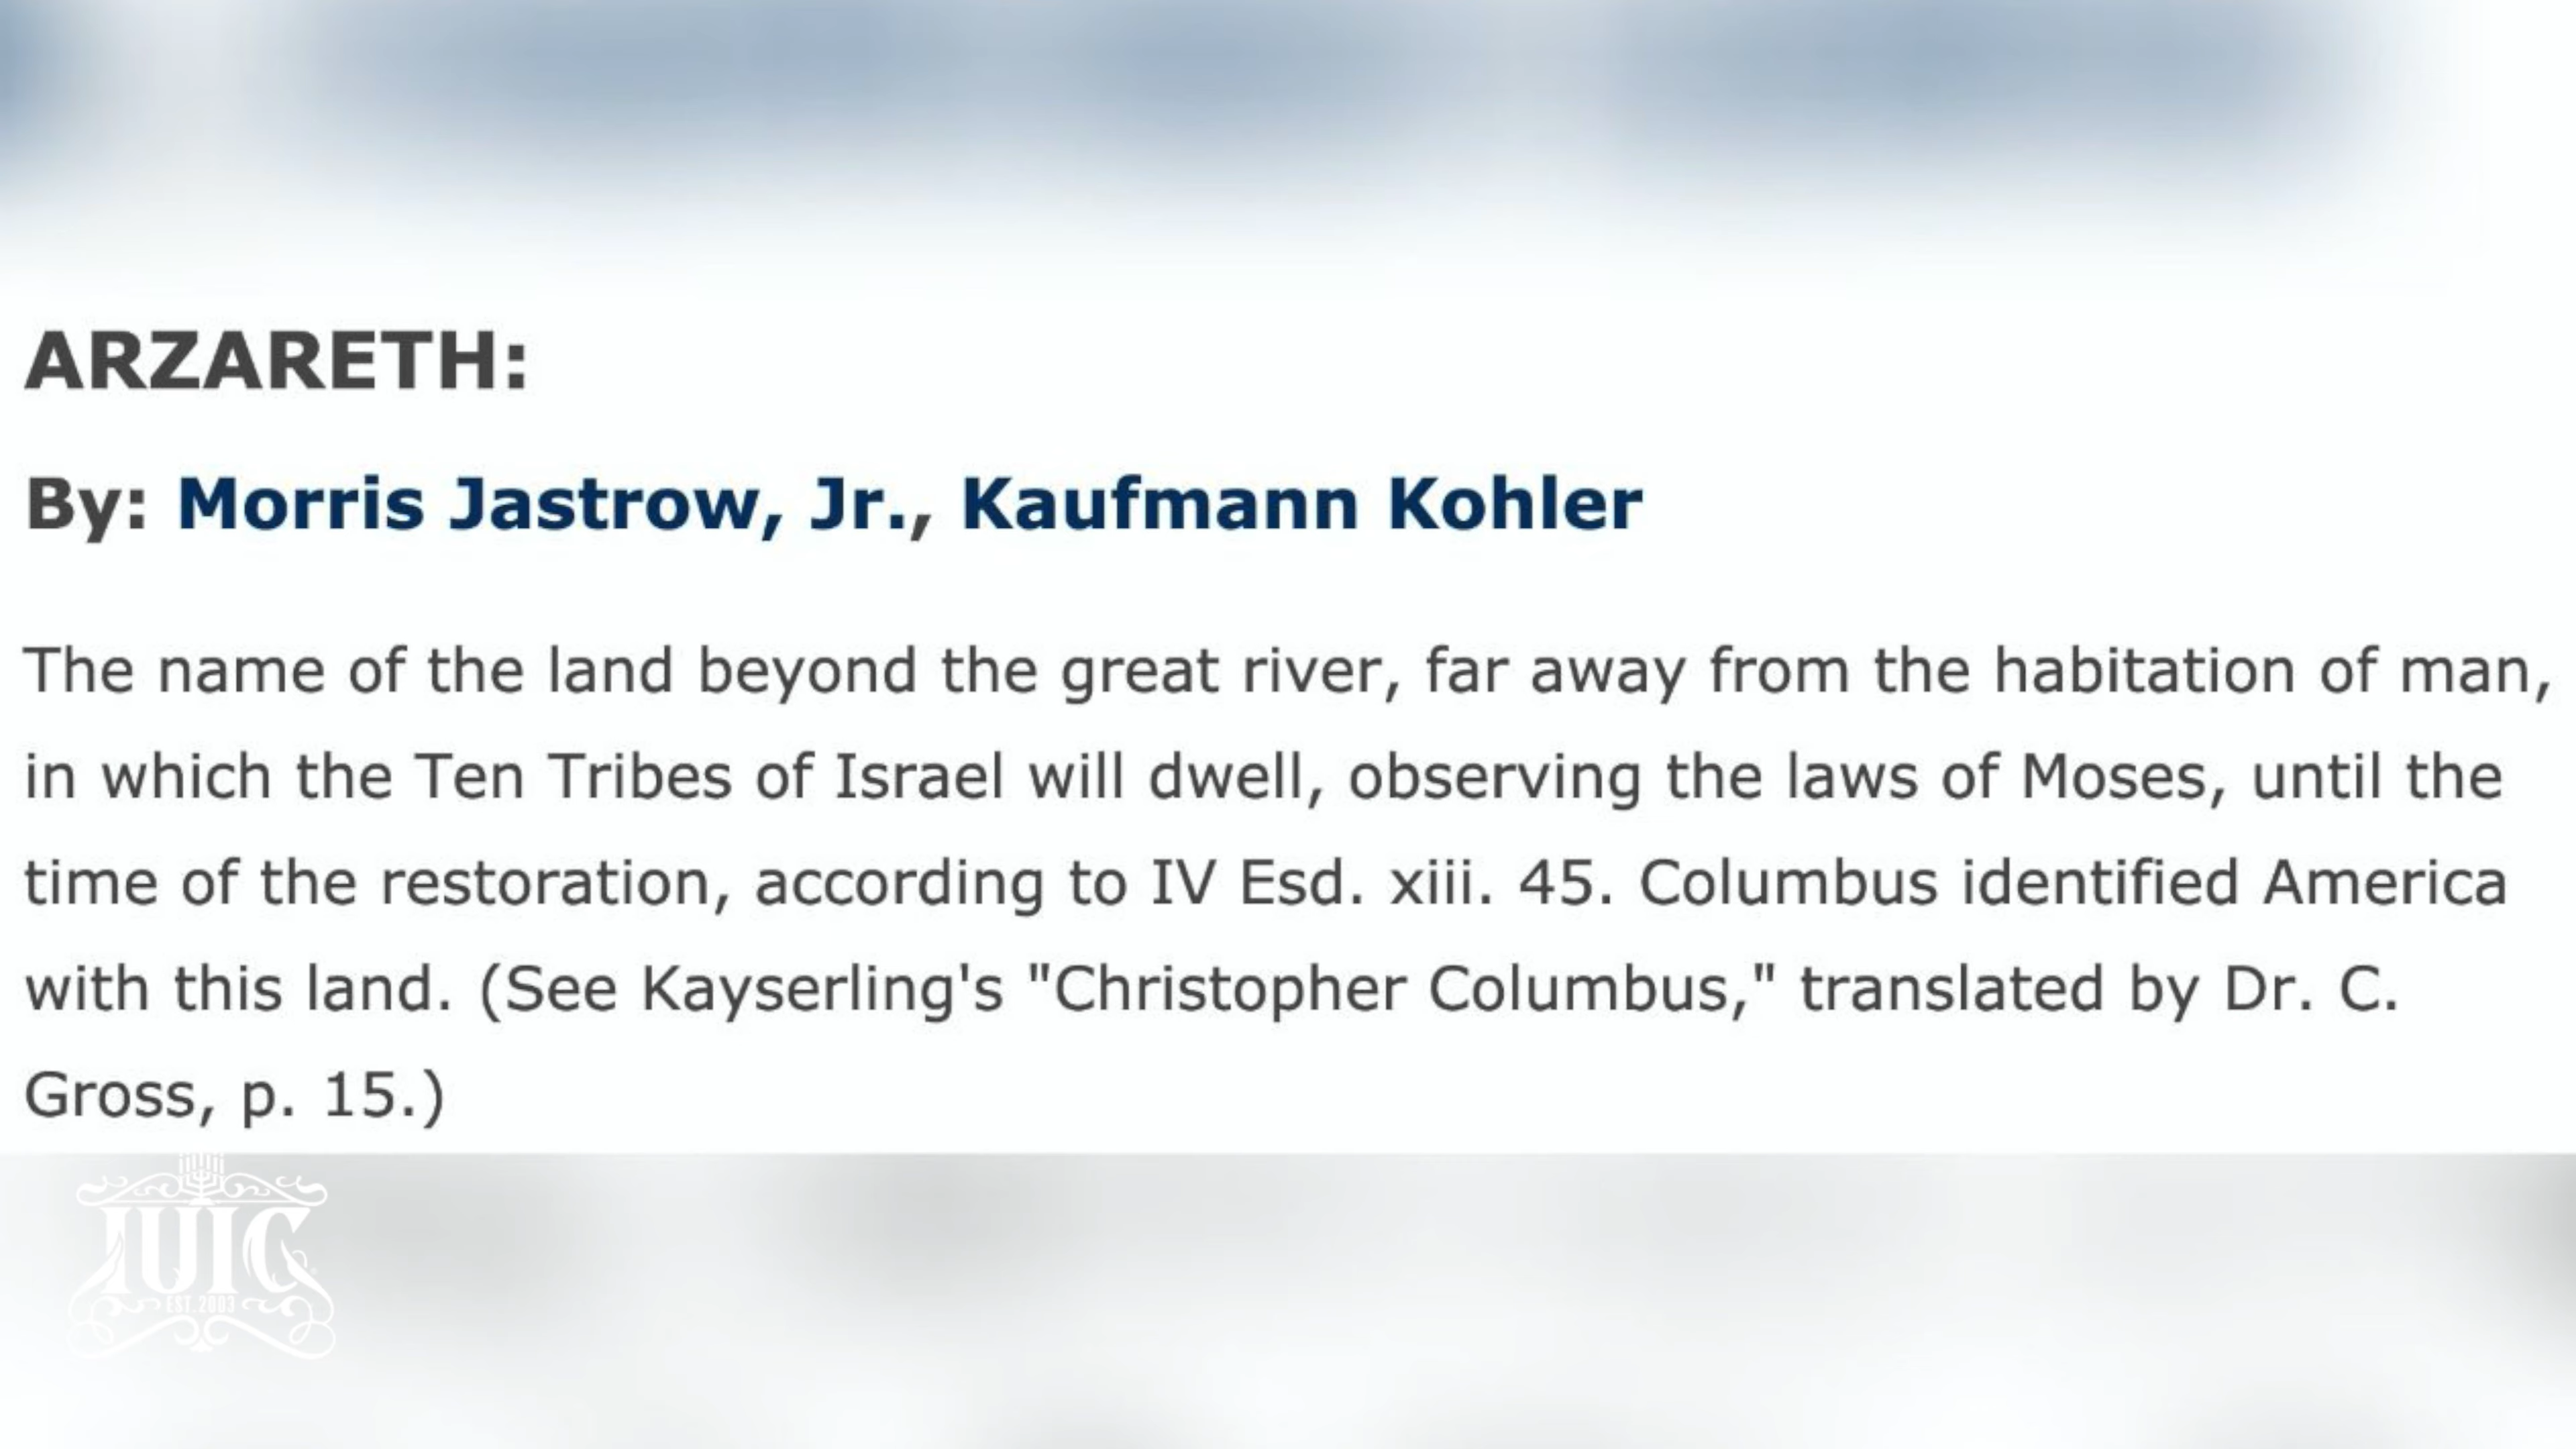 ARZARETH:
By: Morris Jastrow, Jr., Kaufmann Kohler
The name of the land beyond the great river, far away from the habitation of man,
in which the Ten Tribes of Israel will dwell, observing the laws of Moses, until the
time of the restoration, according to IV Esd. xiii. 45. Columbus identified America
with this land. (See Kayserling's "Christopher Columbus," translated by Dr. C.
Gross, p. 15.)
IUIC
EST. 2003